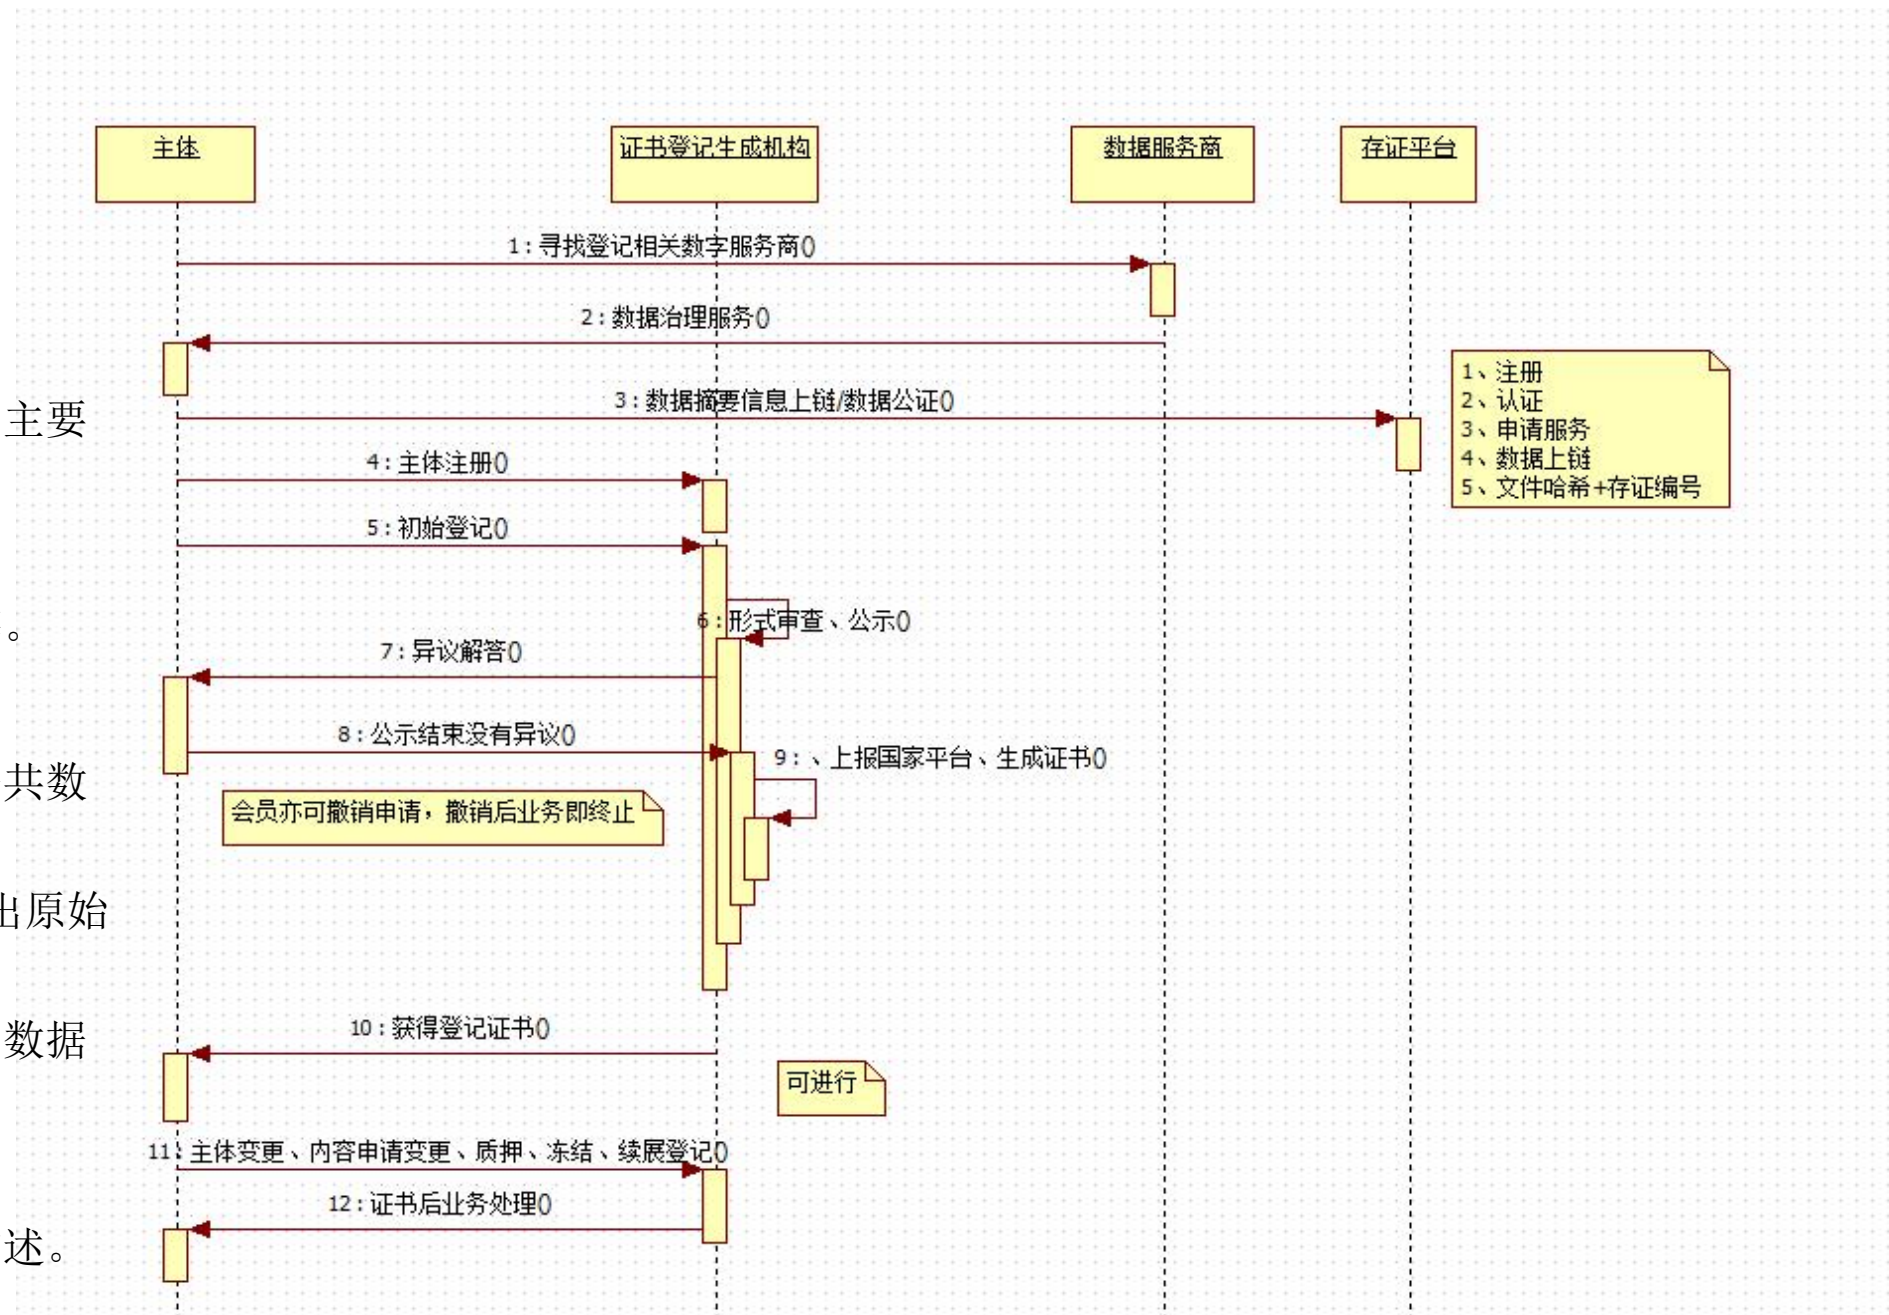 主体
证书登记生成机构
数据服务商
存证平台
1:寻找登记相关数字服务商()
2:数据治理服务()
1、注册
2、认证
3、申请服务
4、数据上链
5、文件哈希+存证编号
3:数据摘要信息上链/数据公证()
主要
4:主体注册()
5:初始登记()
6:形式审查、公示()
。
7:异议解答()
8:公示结束没有异议()
9:、上报国家平台、生成证书()
共数
会员亦可撤销申请，撤销后业务即终止
出原始
10:获得登记证书()
数据
可进行
11:主体变更、内容申请变更、质押、冻结、续展登记()
12:证书后业务处理()
述。